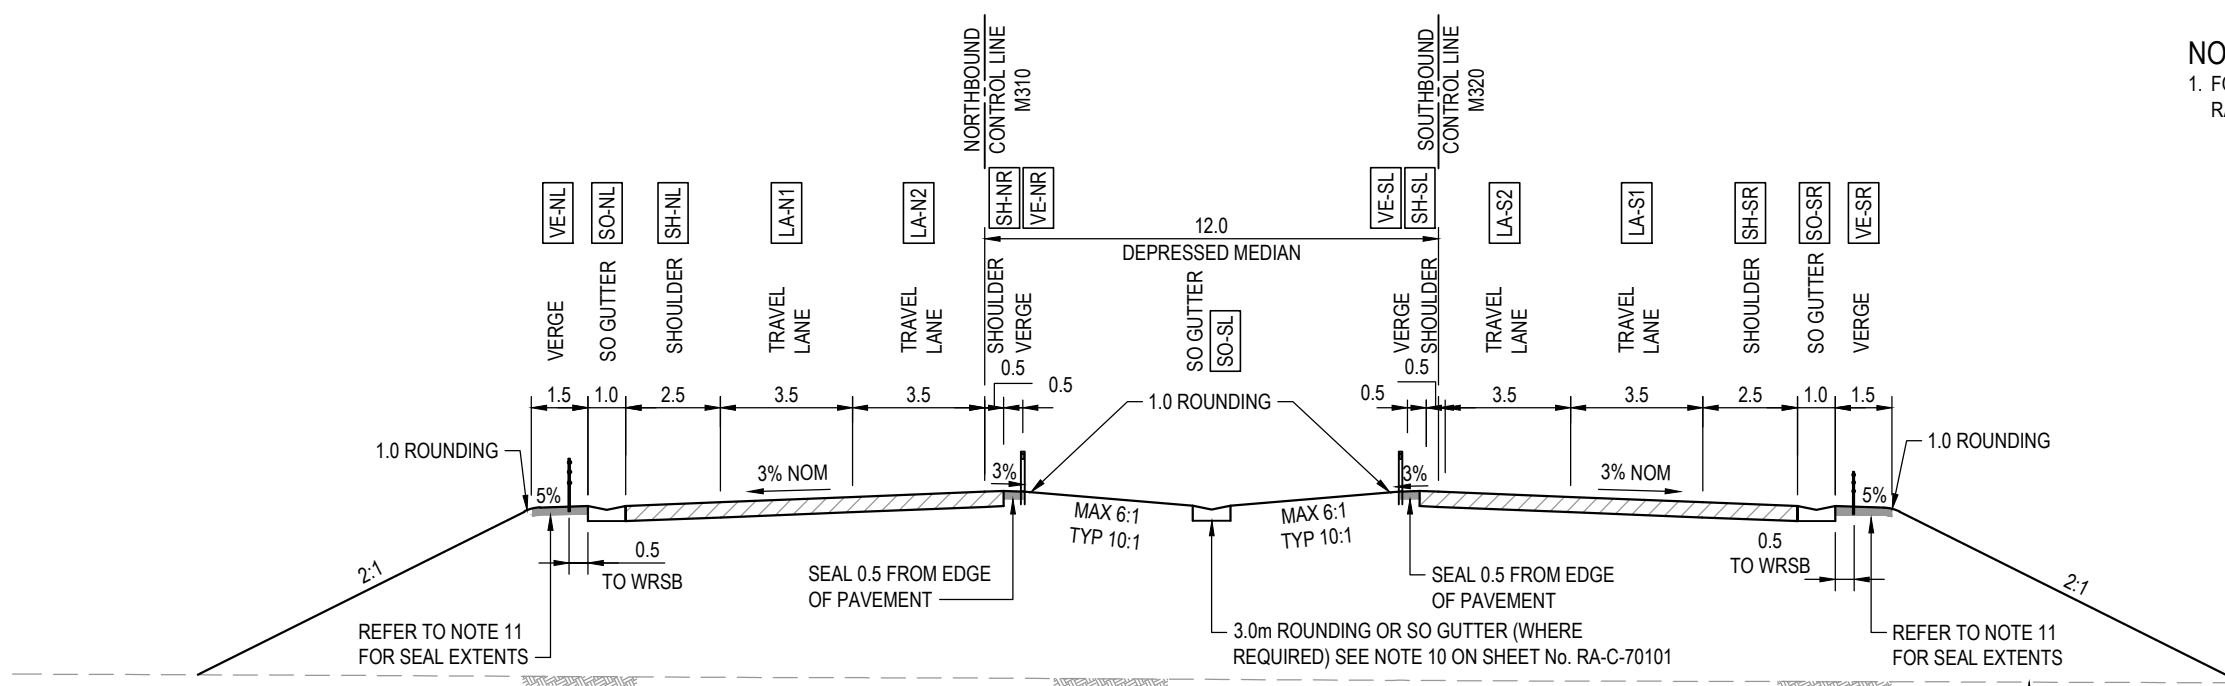 NORTHBOUND
CONTROL LINE
M310
SOUTHBOUND
CONTROL LINE
M320
NO
1. FO
RA
VE-NL
SO-NL
SH-NL
LA-N1
LA-N2
SH-NR
VE-NR
VE-SL
SH-SL
LA-S2
LA-S1
SH-SR
SO-SR
VE-SR
12.0
DEPRESSED MEDIAN
VERGE
SO GUTTER
SHOULDER
TRAVEL
LANE
TRAVEL
LANE
SHOULDER
VERGE
SO GUTTER
SO-SL
VERGE
SHOULDER
TRAVEL
LANE
TRAVEL
LANE
SHOULDER
SO GUTTER
VERGE
1.5
1.0
2.5
3.5
3.5
0.5
0.5
0.5
0.5
3.5
3.5
2.5
1.0
1.5
1.0 ROUNDING
1.0 ROUNDING
1.0 ROUNDING
5%
3% NOM
3%
3%
3% NOM
5%
MAX 6:1
TYP 10:1
MAX 6:1
TYP 10:1
2:1
0.5
TO WRSB
SEAL 0.5 FROM EDGE
OF PAVEMENT
SEAL 0.5 FROM EDGE
OF PAVEMENT
0.5
TO WRSB
2:1
REFER TO NOTE 11
FOR SEAL EXTENTS
3.0m ROUNDING OR SO GUTTER (WHERE
REQUIRED) SEE NOTE 10 ON SHEET No. RA-C-70101
REFER TO NOTE 11
FOR SEAL EXTENTS